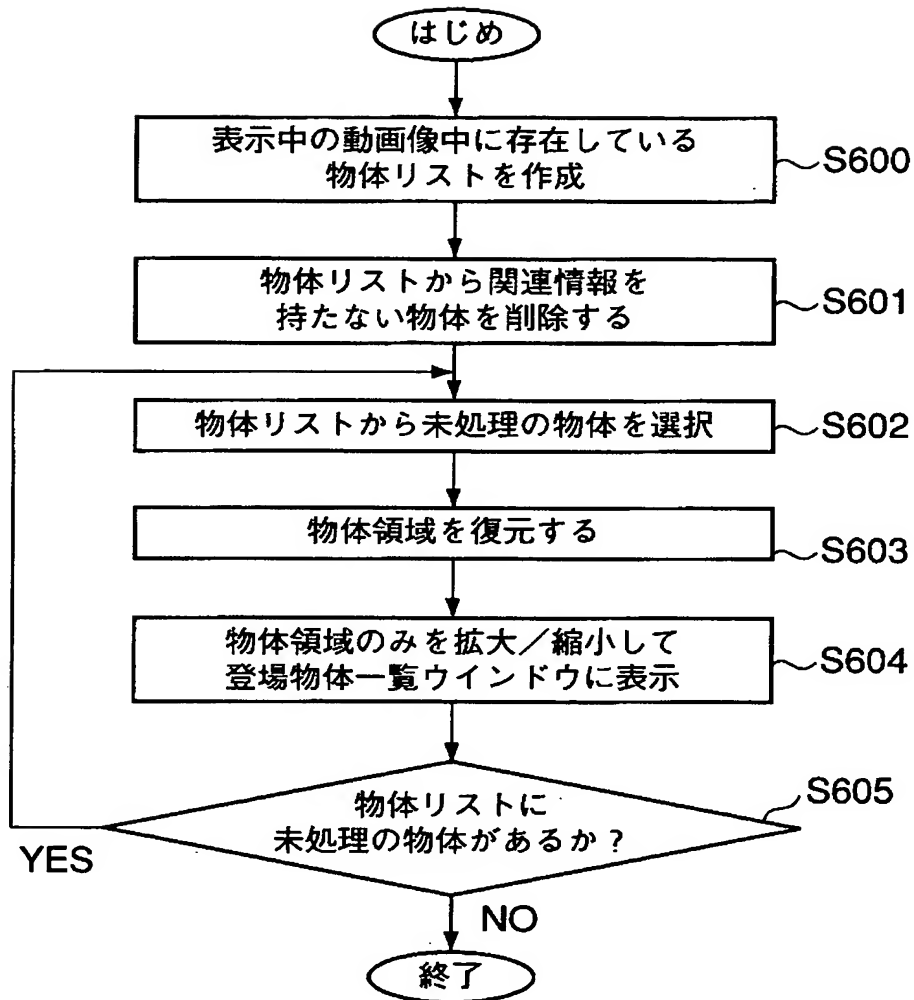 はじめ
表示中の動画像中に存在している
物体リストを作成
S600
物体リストから関連情報を
持たない物体を削除する
S601
物体リストから未処理の物体を選択
S602
物体領域を復元する
S603
物体領域のみを拡大／縮小して
登場物体一覧ウインドウに表示
S604
物体リストに
未処理の物体があるか？
S605
YES
NO
終了